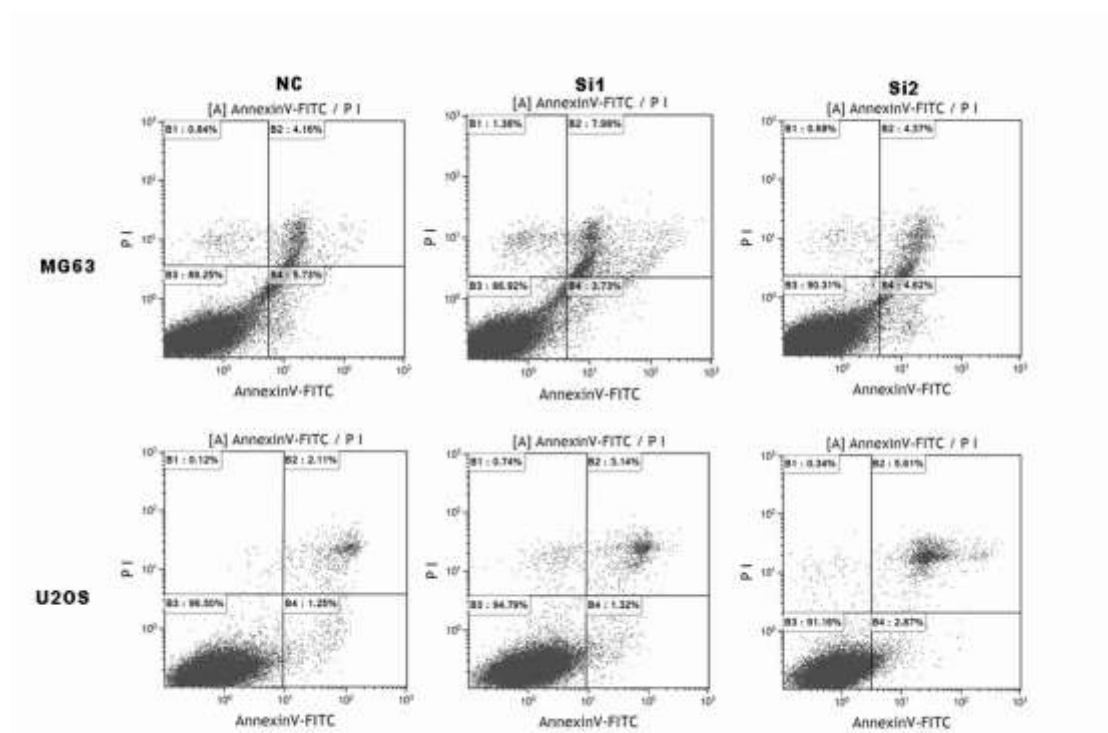 NC
Si1
Si2
[A] AnnexinV-FITC / P I
[A] AnnexinV-FITC / P I
[A] AnnexinV-FITC / P I
B1 : 0.84%
B2 : 4.16%
B1 : 1.36%
B2 : 7.98%
B1 : 0.69%
B2 : 4.37%
P I
P I
P I
MG63
B3 : 89.25%
B4 : 5.73%
B3 : 86.92%
B4 : 3.73%
B3 : 90.31%
B4 : 4.62%
AnnexinV-FITC
AnnexinV-FITC
AnnexinV-FITC
[A] AnnexinV-FITC / P I
[A] AnnexinV-FITC / P I
[A] AnnexinV-FITC / P I
B1 : 0.12%
B2 : 2.11%
B1 : 0.74%
B2 : 3.14%
B1 : 0.34%
B2 : 5.61%
P I
P I
P I
U2OS
B3 : 96.50%
B4 : 1.25%
B3 : 94.79%
B4 : 1.32%
B3 : 91.16%
B4 : 2.87%
AnnexinV-FITC
AnnexinV-FITC
AnnexinV-FITC